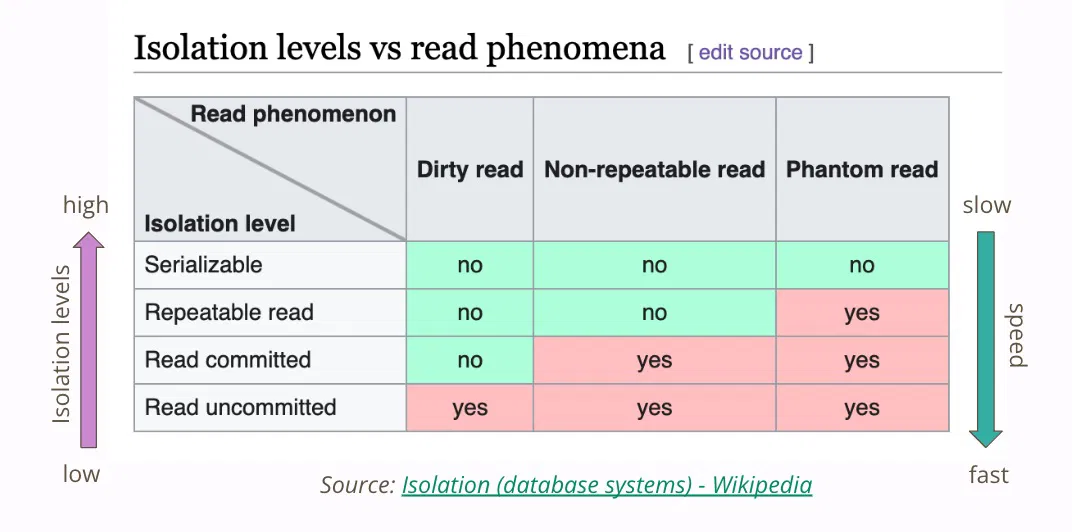 Isolation levels vs read phenomena [ edit source ]
Read phenomenon
Isolation level
Dirty read Non-repeatable read Phantom read
Serializable no no no
Repeatable read no no yes
Read committed no yes yes
Read uncommitted yes yes yes
high
Isolation levels
low
slow
speed
fast
Source: Isolation (database systems) - Wikipedia